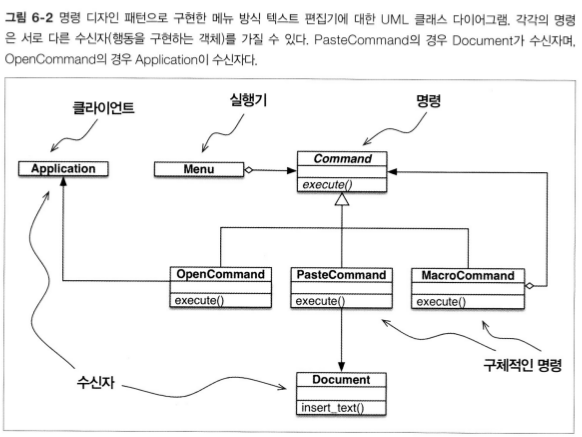 그림 6-2 명령 디자인 패턴으로 구현한 메뉴 방식 텍스트 편집기에 대한 UML 클래스 다이어그램. 각각의 명령
은 서로 다른 수신자(행동을 구현하는 객체)를 가질 수 있다. PasteCommand의 경우 Document가 수신자며,
OpenCommand의 경우 Application이 수신자다.
클라이언트
실행기
명령
Application
Menu
Command
execute()
OpenCommand
execute()
PasteCommand
execute()
MacroCommand
execute()
수신자
구체적인 명령
Document
insert_text()